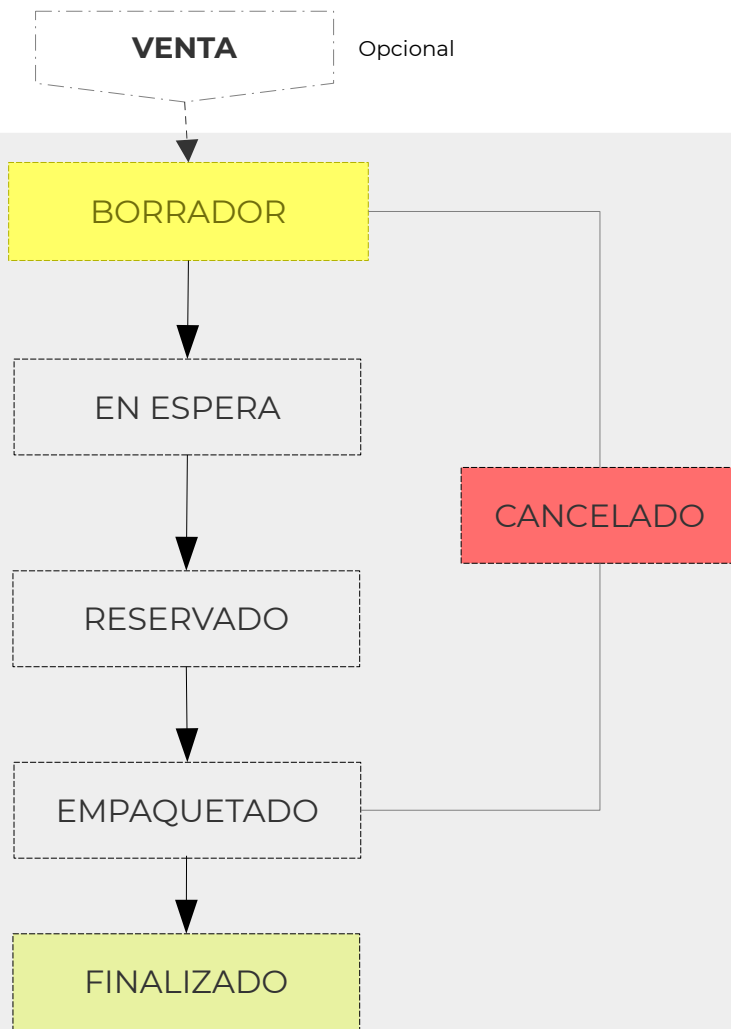 VENTA
Opcional
BORRADOR
EN ESPERA
CANCELADO
RESERVADO
EMPAQUETADO
FINALIZADO